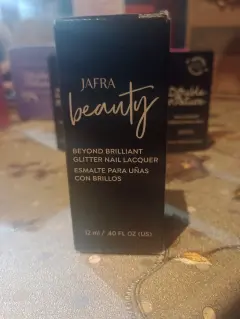 JAFRA
beauty
BEYOND BRILLIANT
GLITTER NAIL LACQUER
ESMALTE PARA UÑAS
CON BRILLOS
12 ml / .40 FL OZ (US)